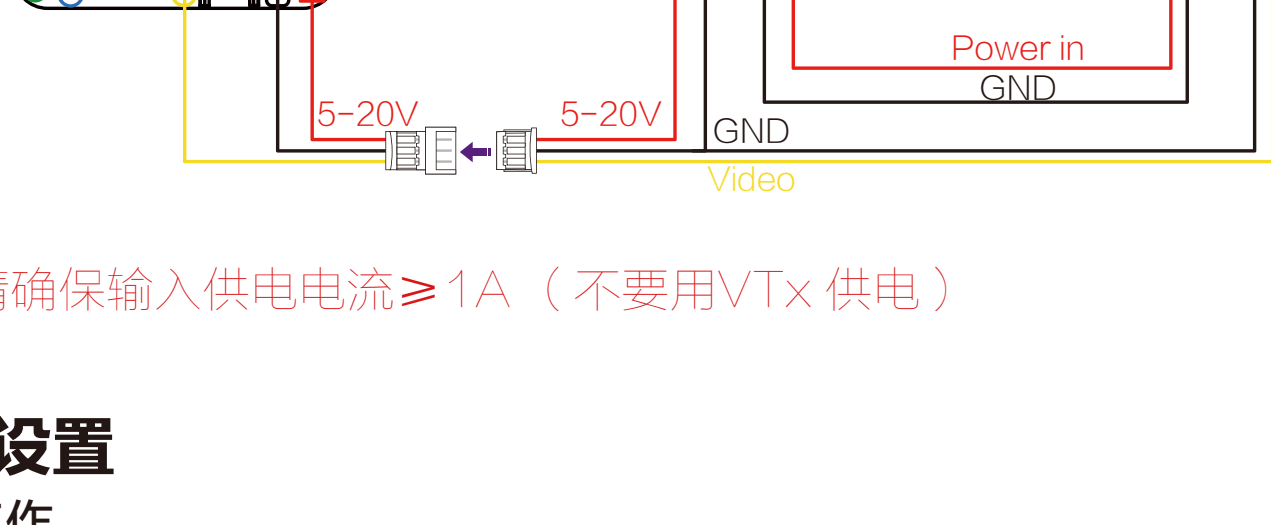 Power in
GND
5-20V 5-20V
GND
Video
请确保输入供电电流≥1A（不要用VTx 供电）
设置
作